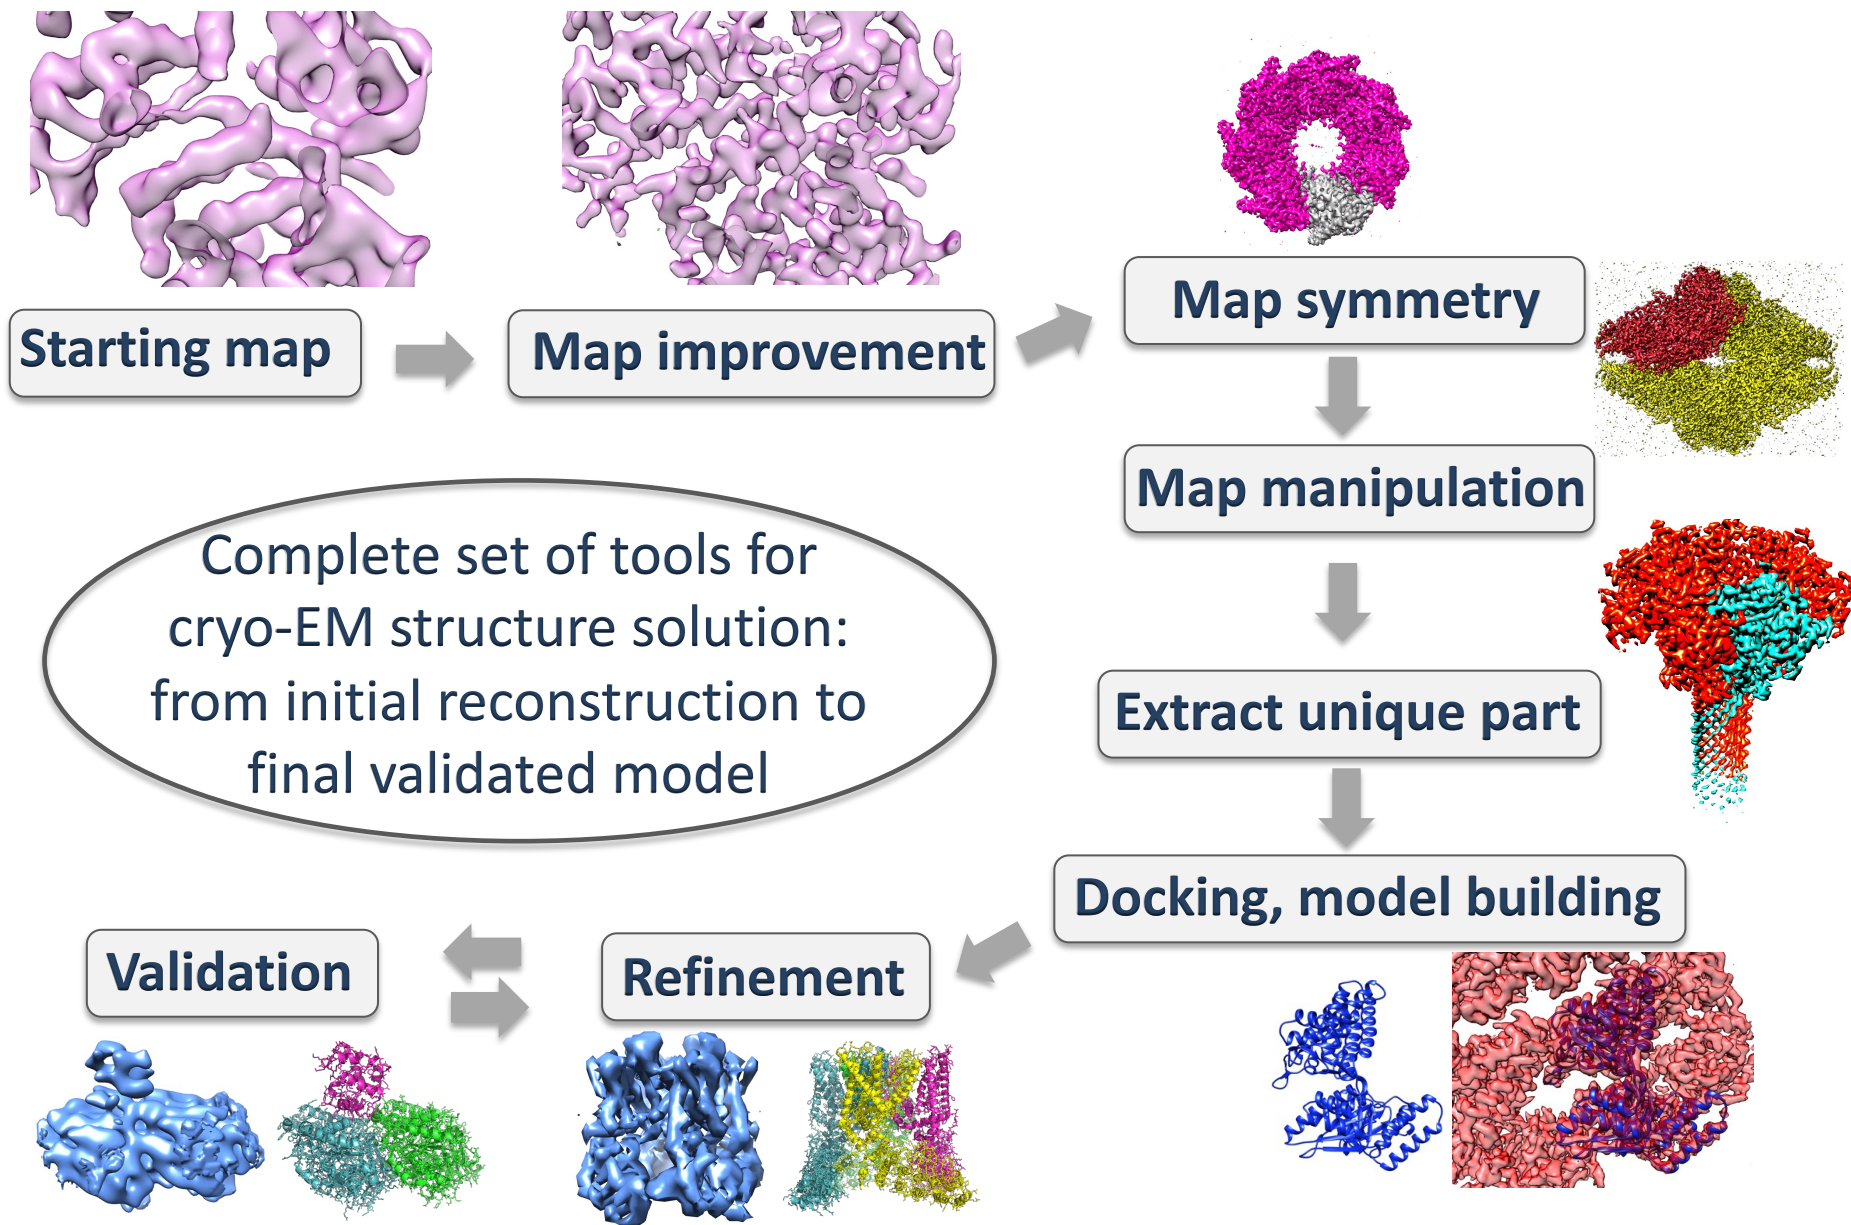 Starting map
Map improvement
Map symmetry
Map manipulation
Extract unique part
Docking, model building
Refinement
Validation
Complete set of tools for
cryo-EM structure solution:
from initial reconstruction to
final validated model